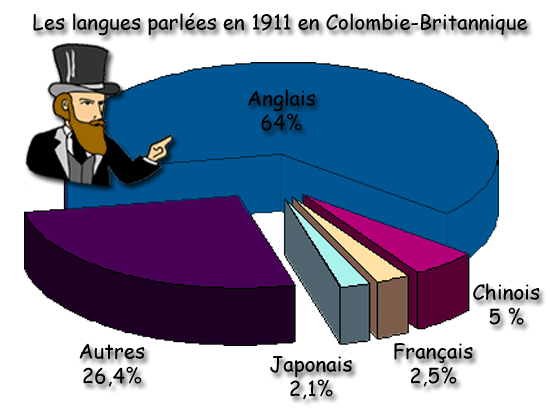 Les langues parlées en 1911 en Colombie-Britannique
Anglais
64%
Chinois
5 %
Français
2,5%
Japonais
2,1%
Autres
26,4%